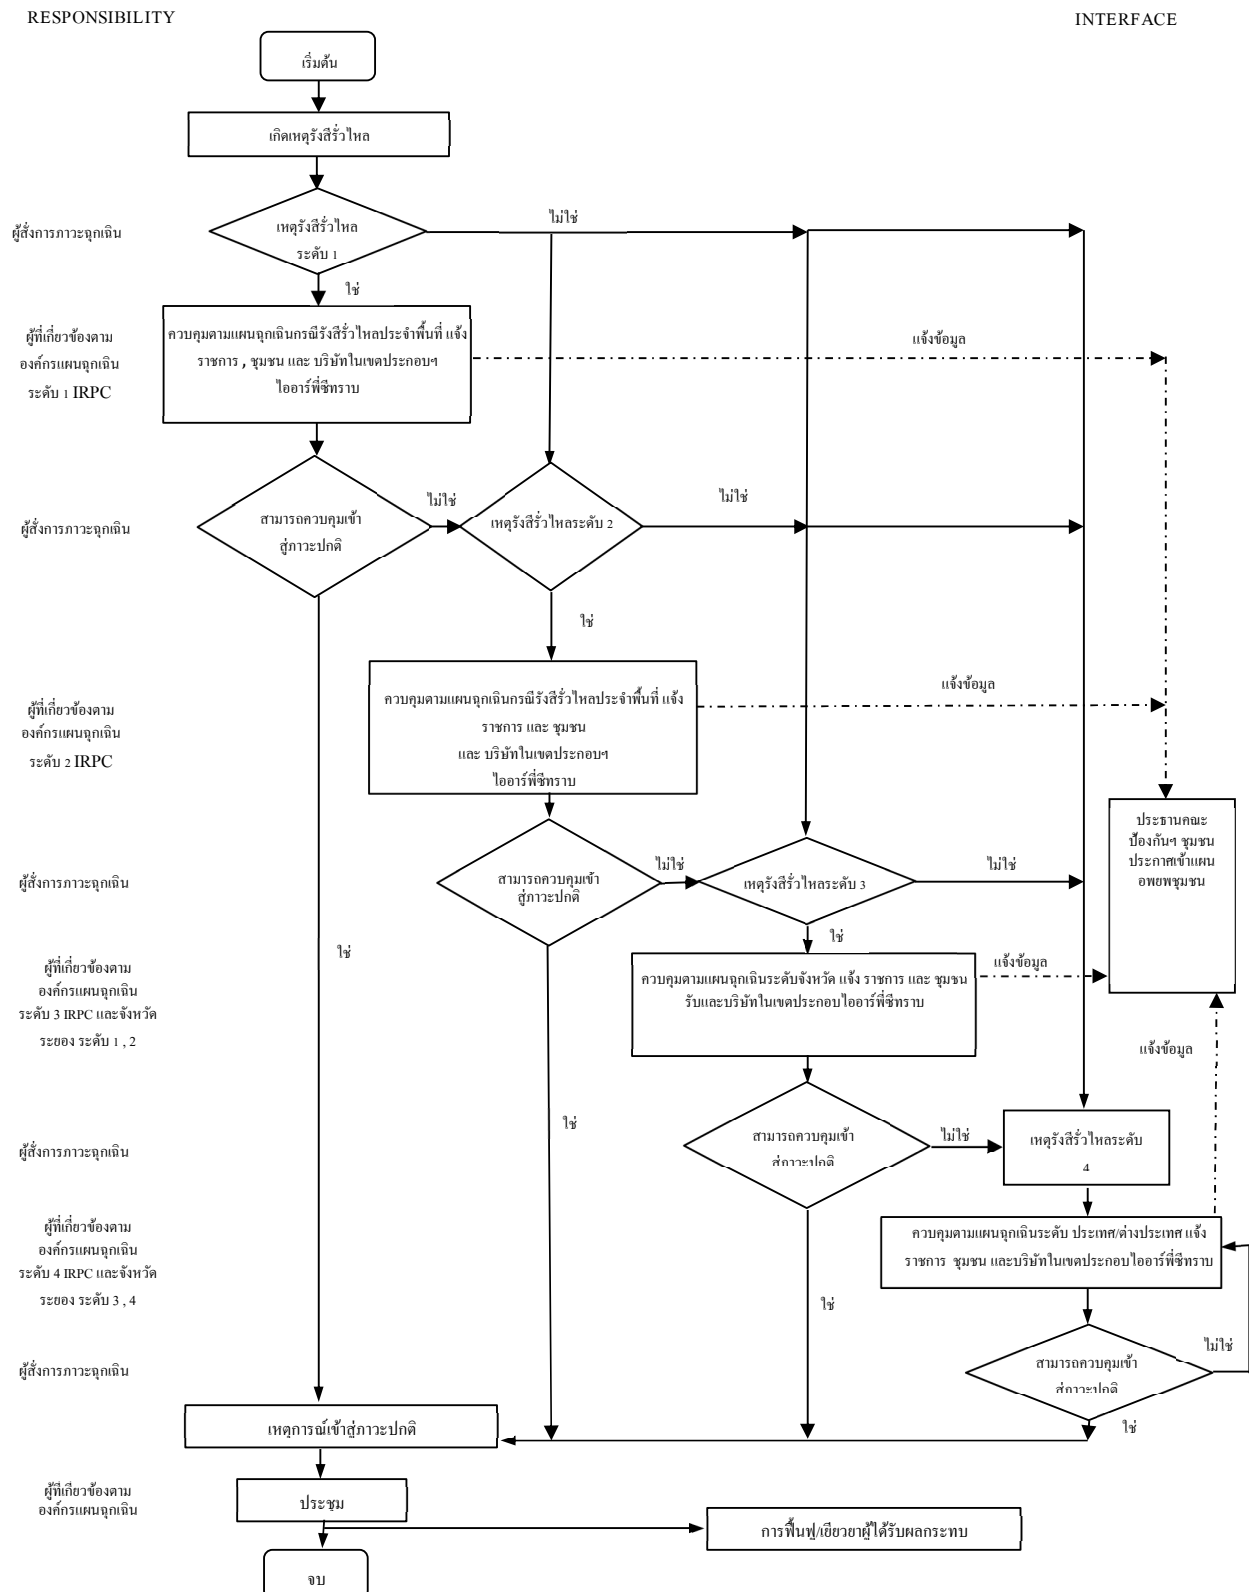 RESPONSIBILITY
INTERFACE
เริ่มต้น
เกิดเหตุรังสีรั่วไหล
ผู้สั่งการภาวะฉุกเฉิน
เหตุรังสีรั่วไหล
ระดับ 1
ไม่ใช่
ใช่
ผู้ที่เกี่ยวข้องตาม
องค์กรแผนฉุกเฉิน
ระดับ 1 IRPC
ควบคุมตามแผนฉุกเฉินกรณีรังสีรั่วไหลประจำพื้นที่ แจ้ง
ราชการ , ชุมชน และ บริษัทในเขตประกอบฯ
ไออาร์พีซีทราบ
แจ้งข้อมูล
ผู้สั่งการภาวะฉุกเฉิน
สามารถควบคุมเข้า
สู่ภาวะปกติ
ไม่ใช่
เหตุรังสีรั่วไหลระดับ 2
ไม่ใช่
ใช่
ผู้ที่เกี่ยวข้องตาม
องค์กรแผนฉุกเฉิน
ระดับ 2 IRPC
ควบคุมตามแผนฉุกเฉินกรณีรังสีรั่วไหลประจำพื้นที่ แจ้ง
ราชการ และ ชุมชน
และ บริษัทในเขตประกอบฯ
ไออาร์พีซีทราบ
แจ้งข้อมูล
ประธานคณะ
ป้องกันฯ ชุมชน
ประกาศเข้าแผน
อพยพชุมชน
ผู้สั่งการภาวะฉุกเฉิน
สามารถควบคุมเข้า
สู่ภาวะปกติ
ไม่ใช่
เหตุรังสีรั่วไหลระดับ 3
ไม่ใช่
ใช่
ใช่
ผู้ที่เกี่ยวข้องตาม
องค์กรแผนฉุกเฉิน
ระดับ 3 IRPC และจังหวัด
ระยอง ระดับ 1 , 2
ควบคุมตามแผนฉุกเฉินระดับจังหวัด แจ้ง ราชการ และ ชุมชน
รับและบริษัทในเขตประกอบไออาร์พีซีทราบ
แจ้งข้อมูล
แจ้งข้อมูล
ใช่
ผู้สั่งการภาวะฉุกเฉิน
สามารถควบคุมเข้า
สู่ภาวะปกติ
ไม่ใช่
เหตุรังสีรั่วไหลระดับ
4
ผู้ที่เกี่ยวข้องตาม
องค์กรแผนฉุกเฉิน
ระดับ 4 IRPC และจังหวัด
ระยอง ระดับ 3 , 4
ควบคุมตามแผนฉุกเฉินระดับ ประเทศ/ต่างประเทศ แจ้ง
ราชการ ชุมชน และบริษัทในเขตประกอบไออาร์พีซีทราบ
ใช่
ผู้สั่งการภาวะฉุกเฉิน
สามารถควบคุมเข้า
สู่ภาวะปกติ
ไม่ใช่
ใช่
เหตุการณ์เข้าสู่ภาวะปกติ
ผู้ที่เกี่ยวข้องตาม
องค์กรแผนฉุกเฉิน
ประชุม
การฟื้นฟู/เยียวยาผู้ได้รับผลกระทบ
จบ